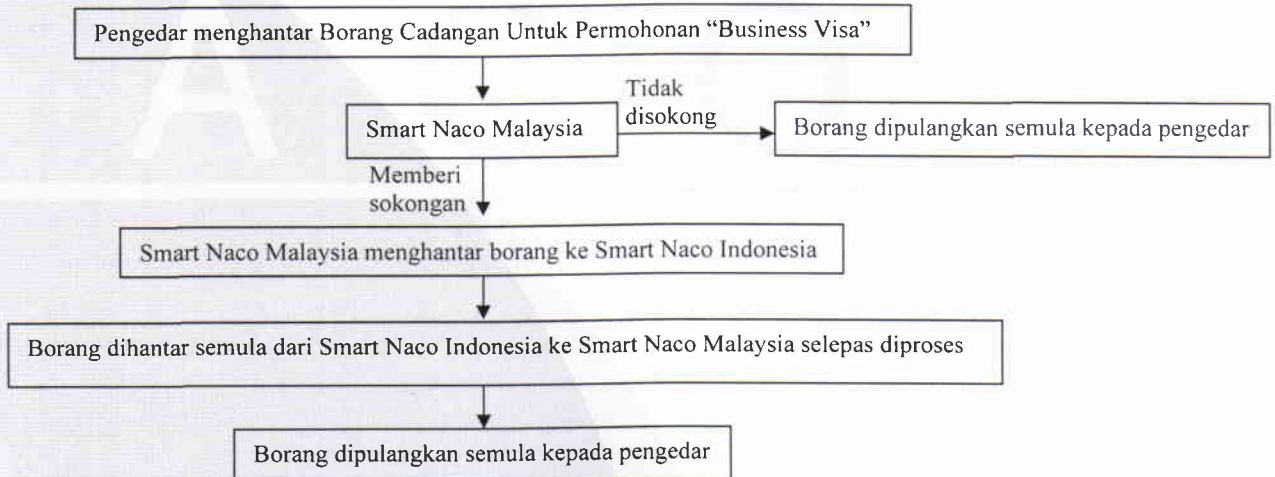 Pengedar menghantar Borang Cadangan Untuk Permohonan “Business Visa”
Tidak
disokong
Smart Naco Malaysia
Borang dipulangkan semula kepada pengedar
Memberi
sokongan
Smart Naco Malaysia menghantar borang ke Smart Naco Indonesia
Borang dihantar semula dari Smart Naco Indonesia ke Smart Naco Malaysia selepas diproses
Borang dipulangkan semula kepada pengedar